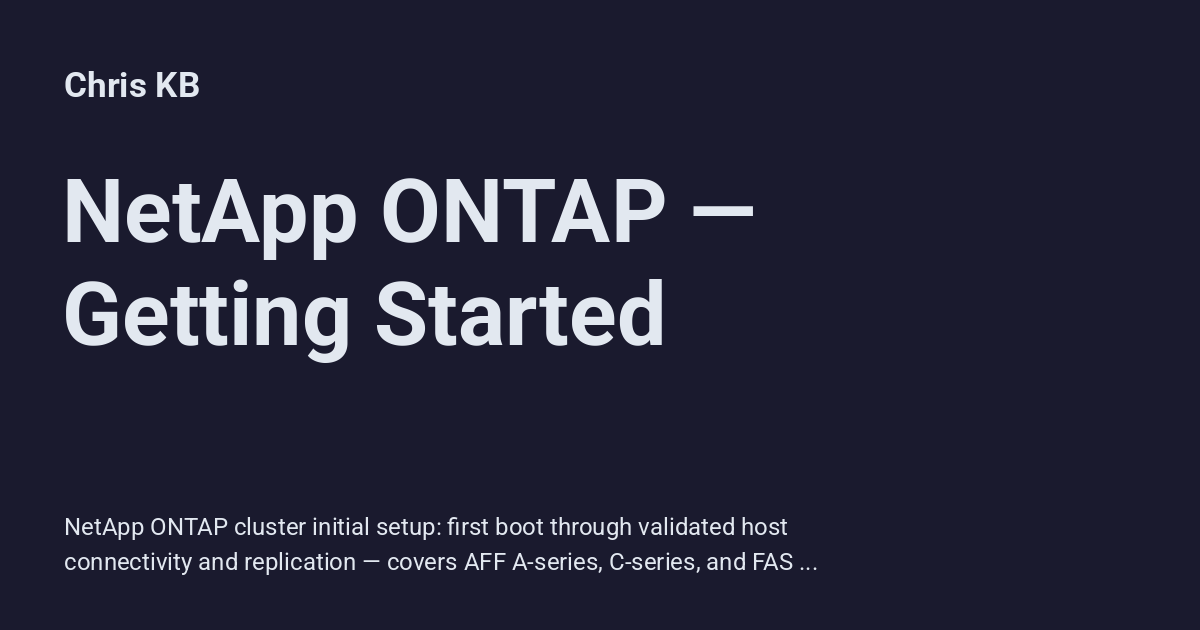 Chris KB
NetApp ONTAP —
Getting Started
NetApp ONTAP cluster initial setup: first boot through validated host
connectivity and replication — covers AFF A-series, C-series, and FAS ...